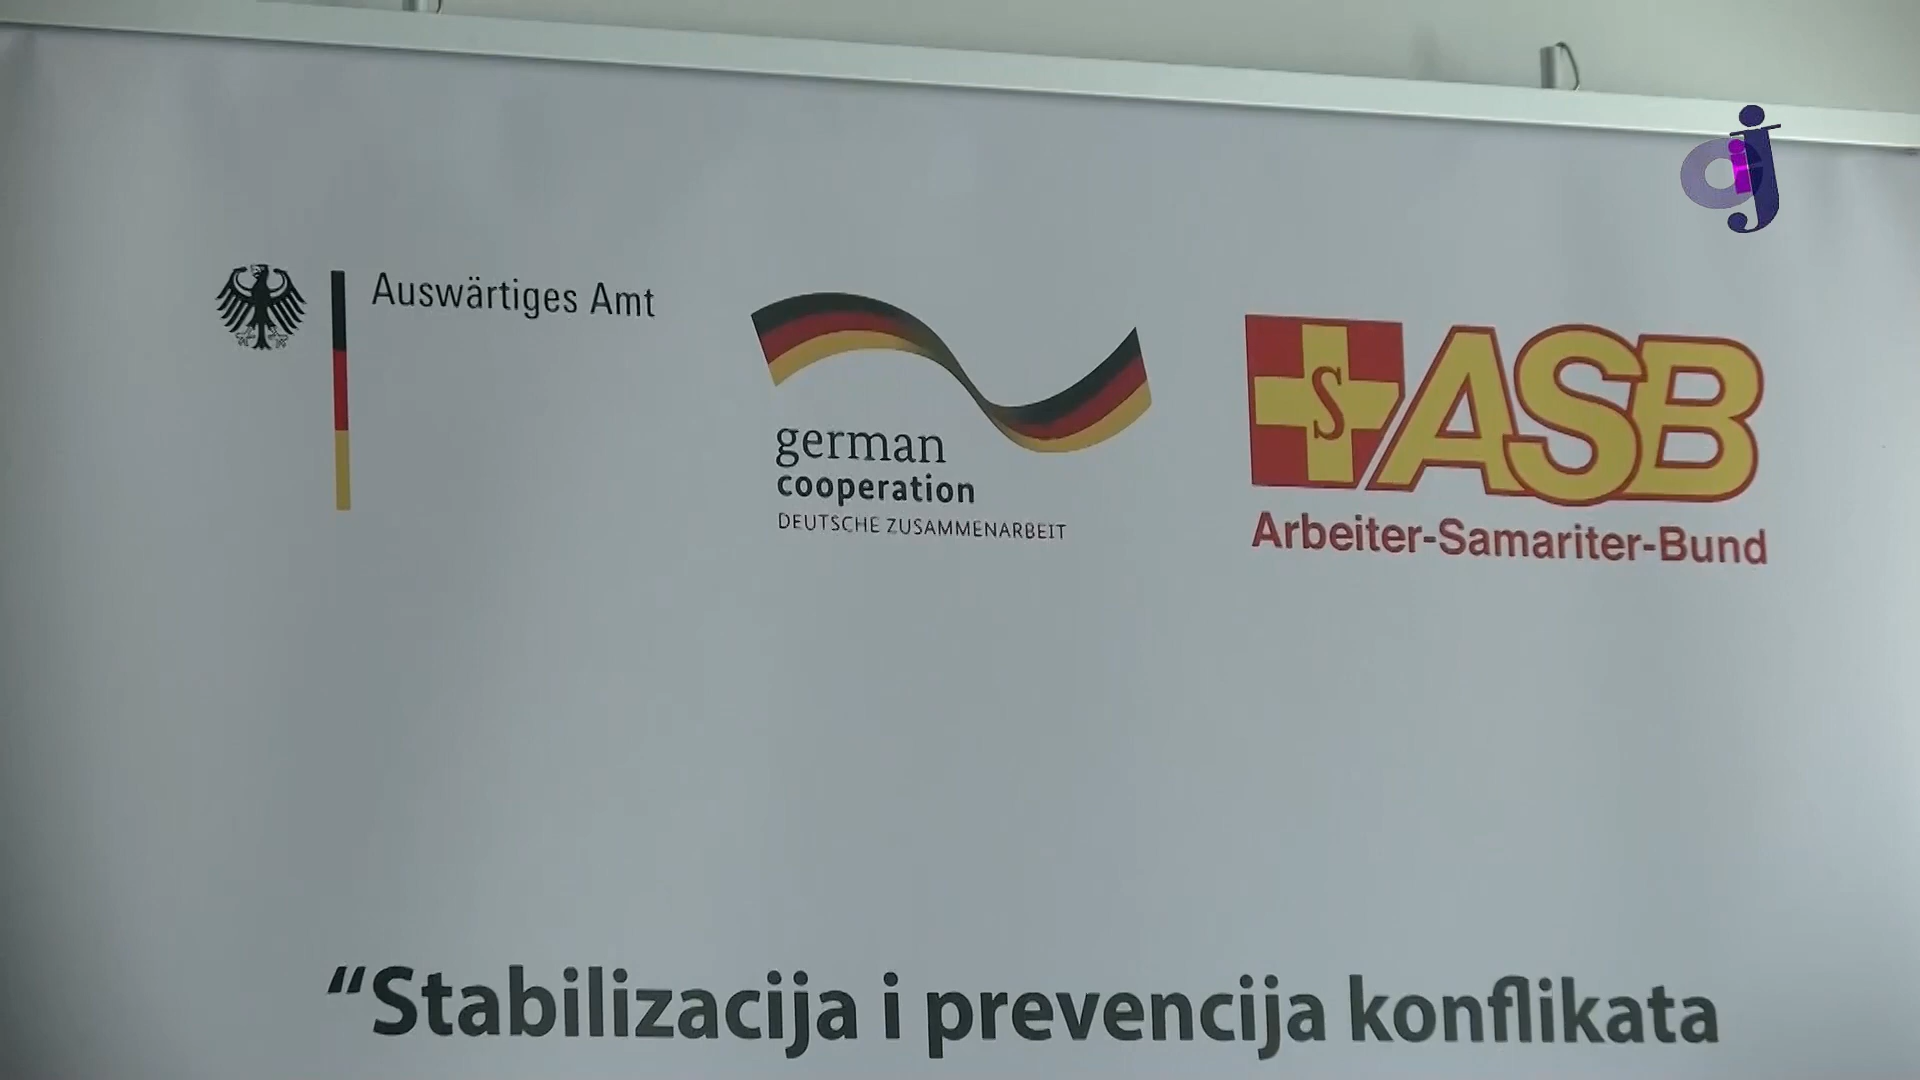 Auswärtiges Amt
german
cooperation
DEUTSCHE ZUSAMMENARBEIT
S ASB
Arbeiter-Samariter-Bund
“Stabilizacija i prevencija konflikata